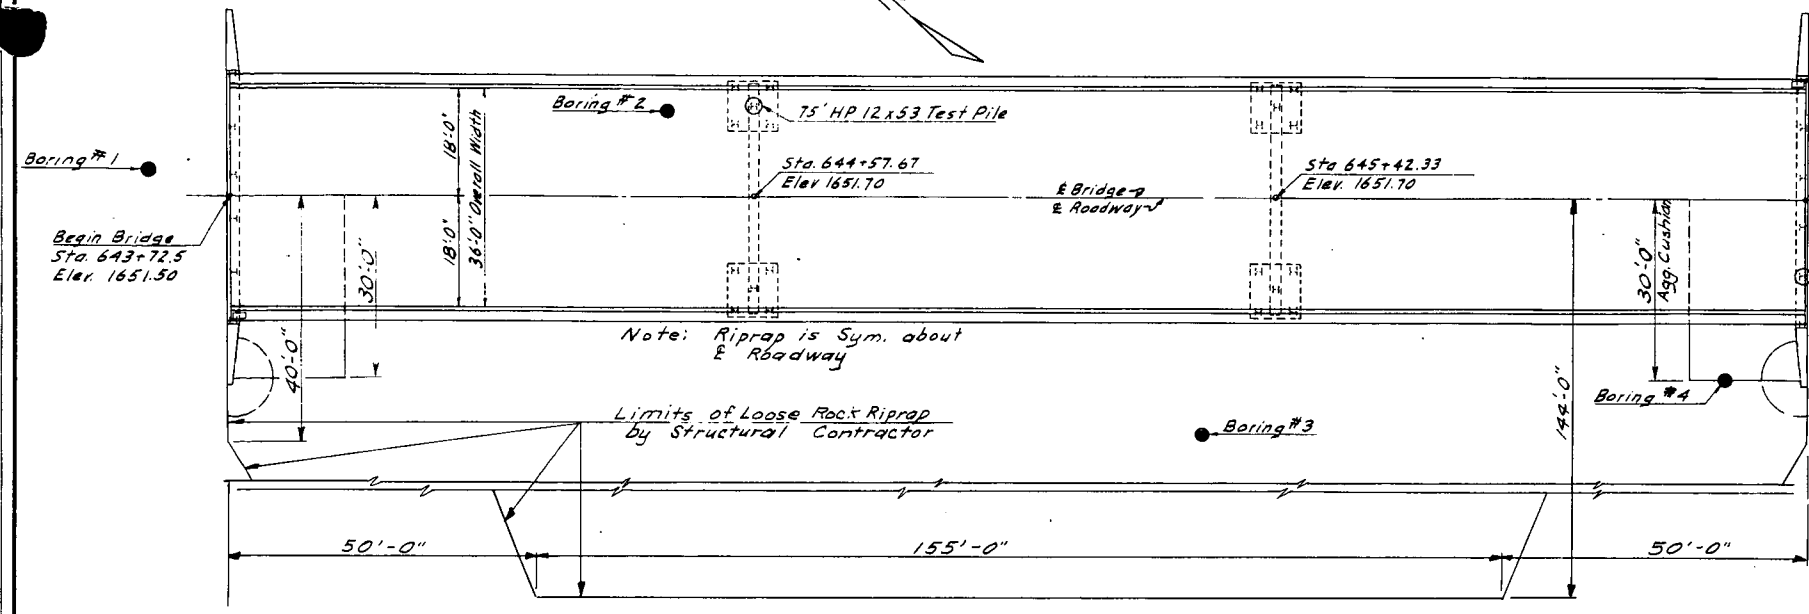 Boring #1
Begin Bridge
Sta. 643+72.5
Elev. 1651.50
40'-0"
30'-0"
18'-0"
18'-0"
36'-0" Overall Width
Boring #2
75' HP 12x53 Test Pile
Sta. 644+57.67
Elev 1651.70
℄ Bridge
℄ Roadway
Sta 645+42.33
Elev. 1651.70
30'-0"
Agg. Cushion
Note: Riprap is Sym. about
℄ Roadway
Limits of Loose Rock Riprap
by Structural Contractor
Boring #3
Boring #4
144'-0"
50'-0"
155'-0"
50'-0"